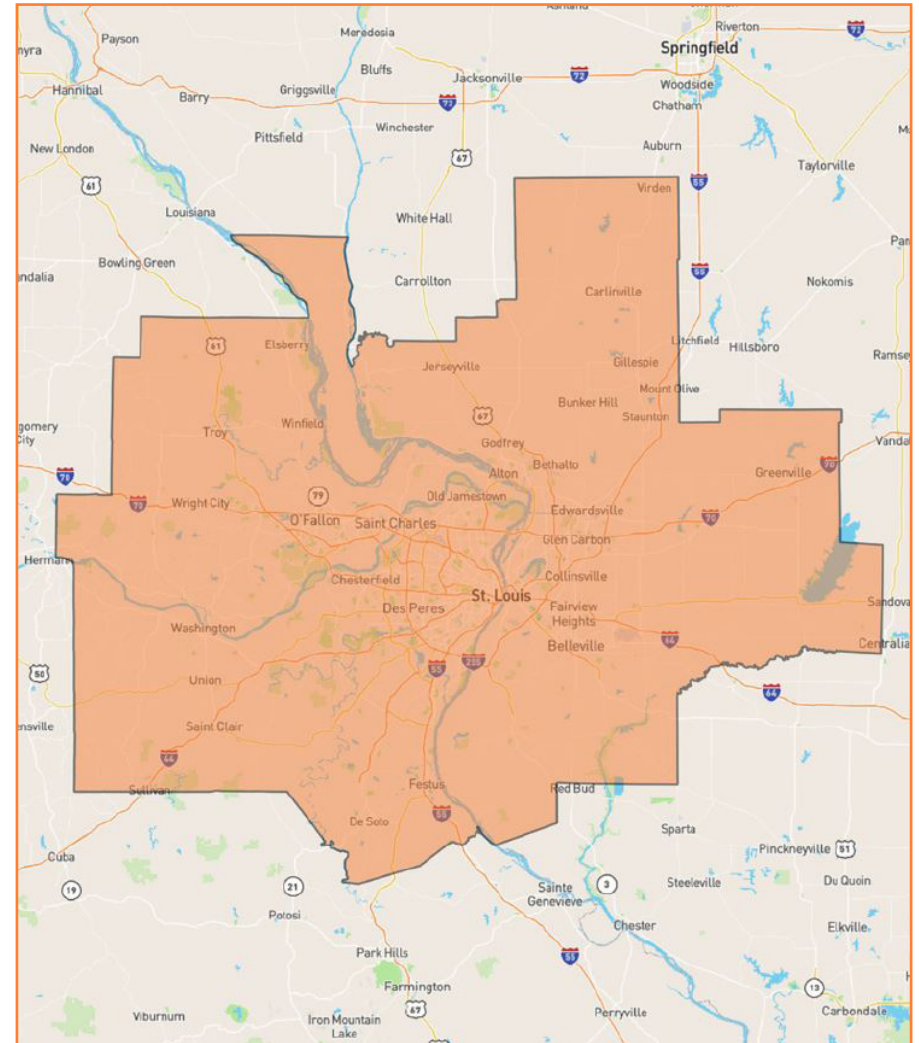 Riverton
72
Payson
Meredosia
Springfield
Bluffs
Jacksonville
72
Woodside
Hannibal
Barry
Griggsville
72
Chatham
Winchester
Pittsfield
New London
67
Auburn
Taylorville
61
55
Virden
Louisiana
White Hall
Bowling Green
55
Carrollton
Nokomis
Carlinville
61
Elsberry
Litchfield
Hillsboro
Jerseyville
Gillespie
Mount Olive
Bunker Hill
Staunton
67
Winfield
Troy
Godfrey
Alton
Bethalto
70
Greenville
70
79
Old Jamestown
70
Wright City
O'Fallon
Saint Charles
Edwardsville
70
Glen Carbon
Chesterfield
Collinsville
St. Louis
Des Peres
Fairview
Heights
Washington
64
Belleville
255
55
50
Union
64
Saint Clair
44
Festus
Sullivan
Red Bud
55
De Soto
Sparta
Cuba
Pinckneyville
51
19
21
3
Steeleville
Du Quoin
Sainte
Genevieve
Potosi
Chester
Elkville
Park Hills
55
Farmington
13
67
Viburnum
Iron Mountain
Lake
Perryville
Carbondale